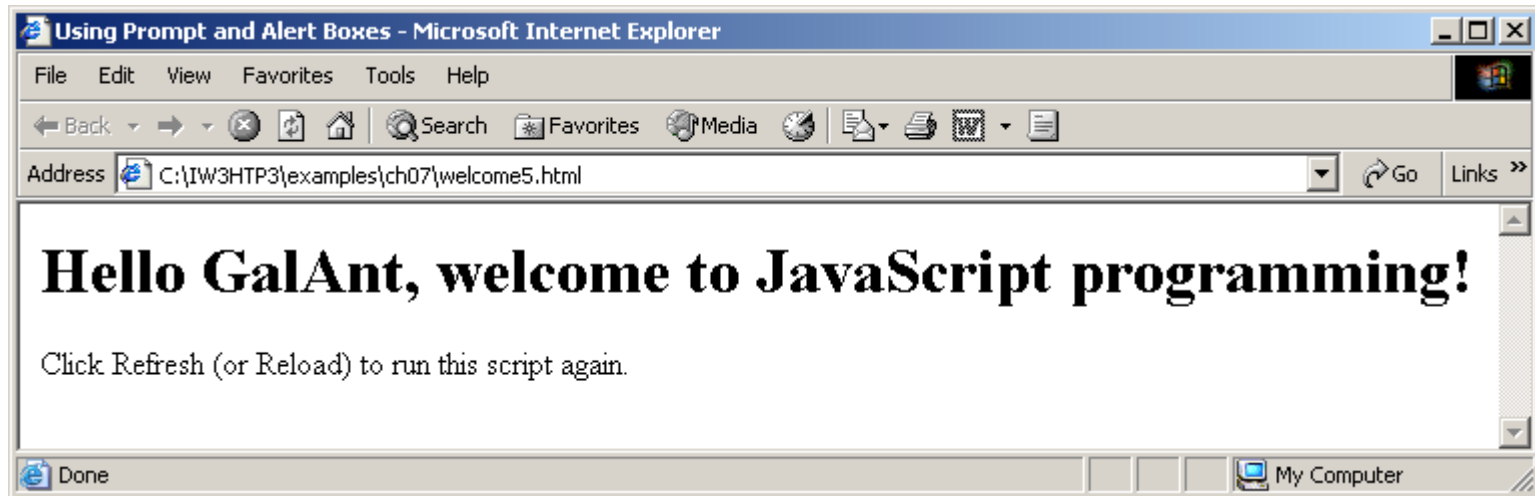 Using Prompt and Alert Boxes - Microsoft Internet Explorer
File Edit View Favorites Tools Help
Back Search Favorites Media
Address C:\IW3HTP3\examples\ch07\welcome5.html Go Links »
Hello GalAnt, welcome to JavaScript programming!
Click Refresh (or Reload) to run this script again.
Done My Computer